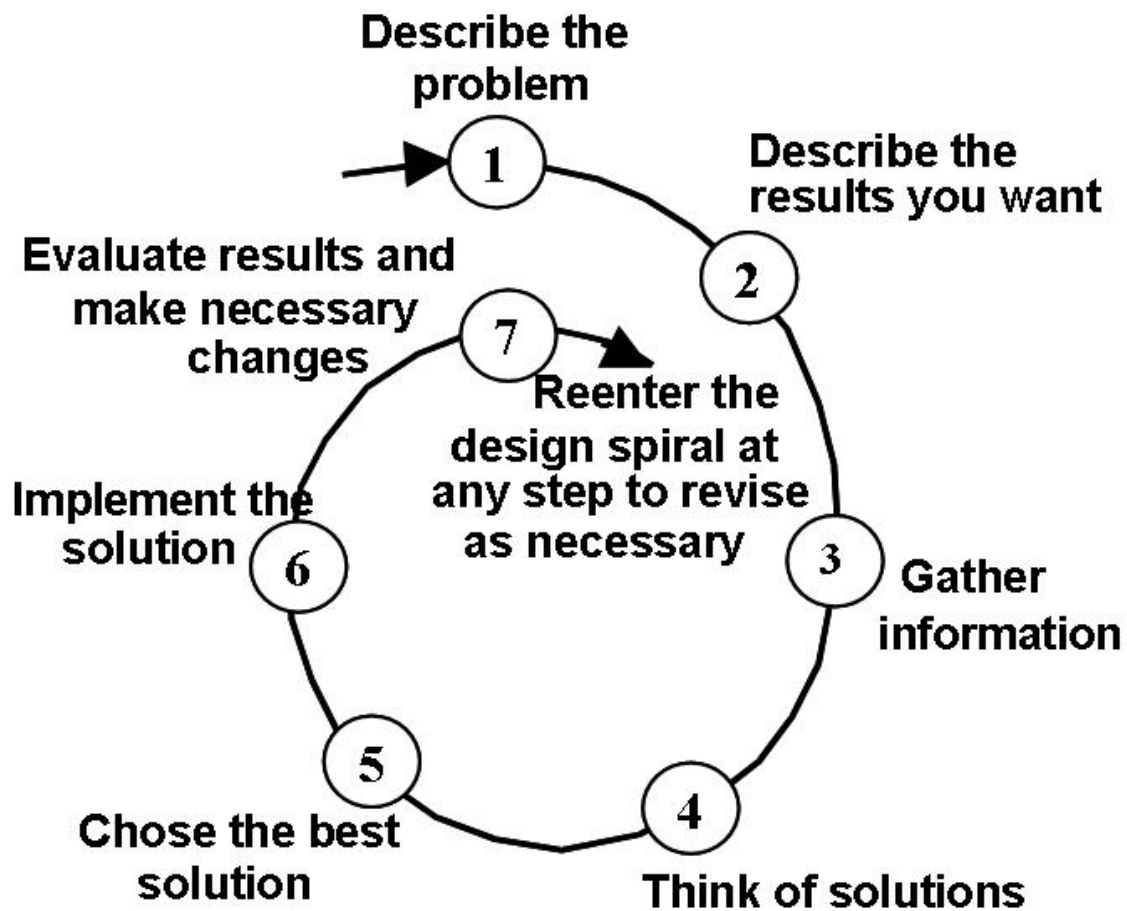 Describe the
problem
1
Describe the
results you want
2
3
Gather
information
4
Think of solutions
5
Chose the best
solution
6
Implement the
solution
7
Evaluate results and
make necessary
changes
Reenter the
design spiral at
any step to revise
as necessary